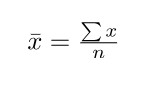 x̄ = ∑ x / n